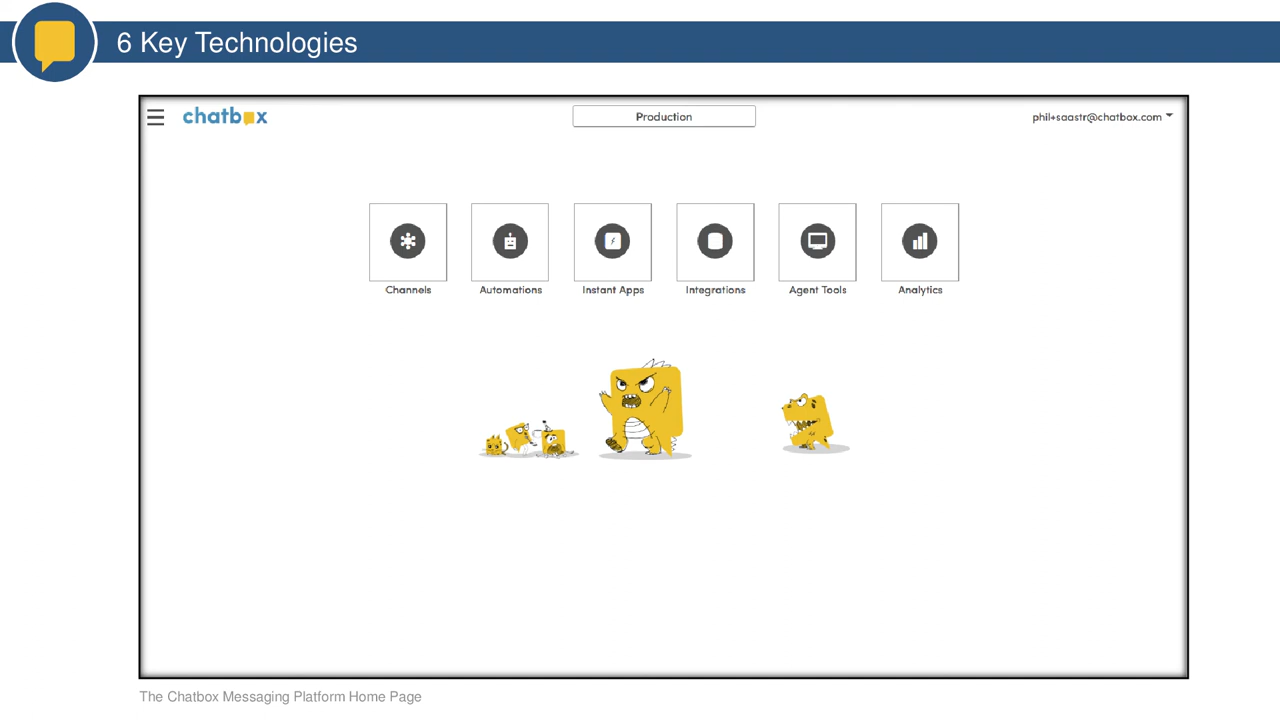 6 Key Technologies
chatbox
Production
phil+saastr@chatbox.com
Channels
Automations
Instant Apps
Integrations
Agent Tools
Analytics
The Chatbox Messaging Platform Home Page